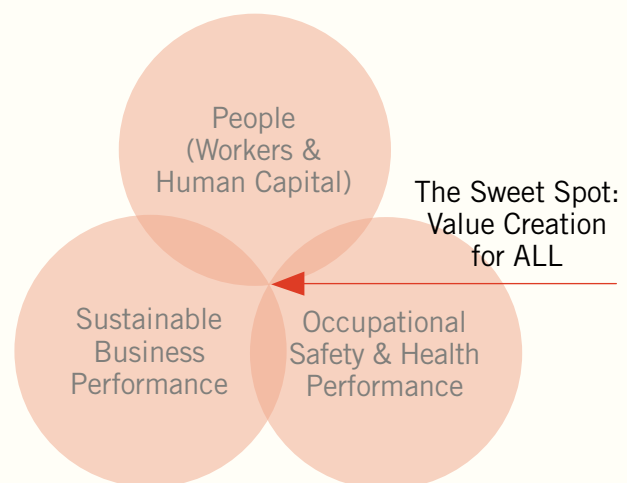 People
(Workers &
Human Capital)
The Sweet Spot:
Value Creation
for ALL
Sustainable
Business
Performance
Occupational
Safety & Health
Performance